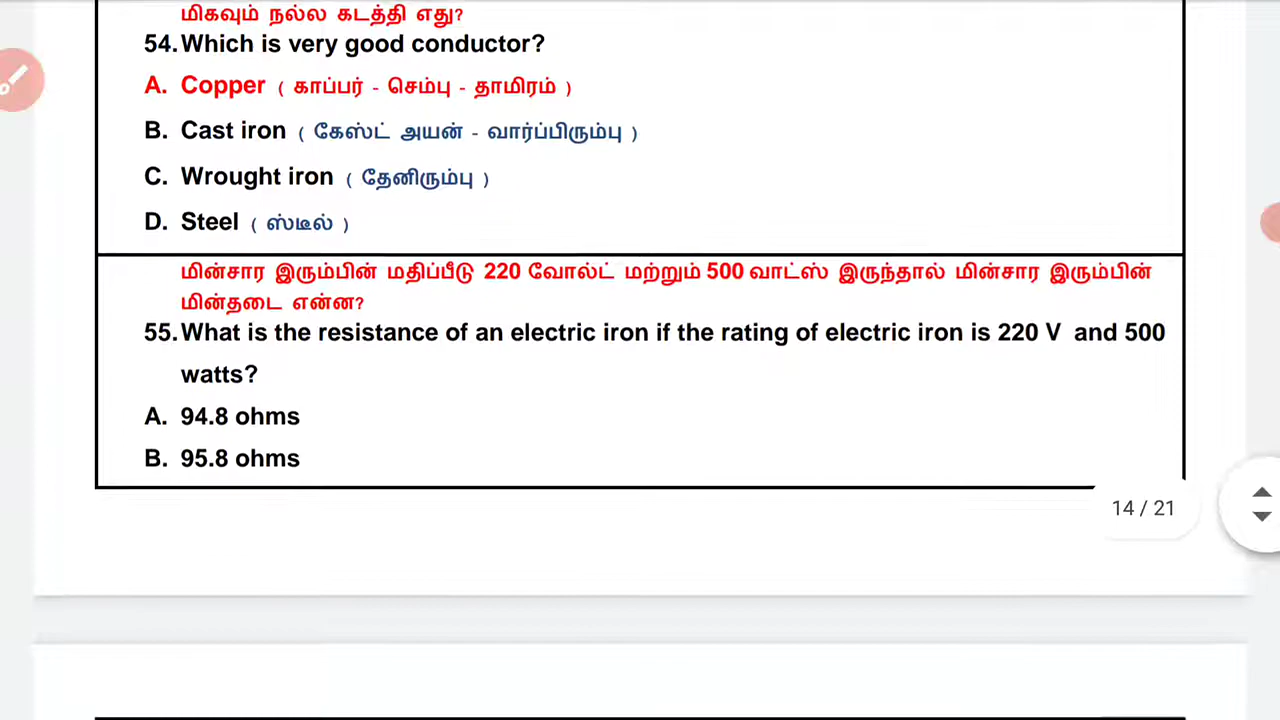 மிகவும் நல்ல கடத்தி எது?
54. Which is very good conductor?
A. Copper ( காப்பர் - செம்பு - தாமிரம் )
B. Cast iron ( கேஸ்ட் அயன் - வார்ப்பிரும்பு )
C. Wrought iron ( தேனிரும்பு )
D. Steel ( ஸ்டீல் )
மின்சார இரும்பின் மதிப்பீடு 220 வோல்ட் மற்றும் 500 வாட்ஸ் இருந்தால் மின்சார இரும்பின்
மின்தடை என்ன?
55. What is the resistance of an electric iron if the rating of electric iron is 220 V and 500
watts?
A. 94.8 ohms
B. 95.8 ohms
14 / 21